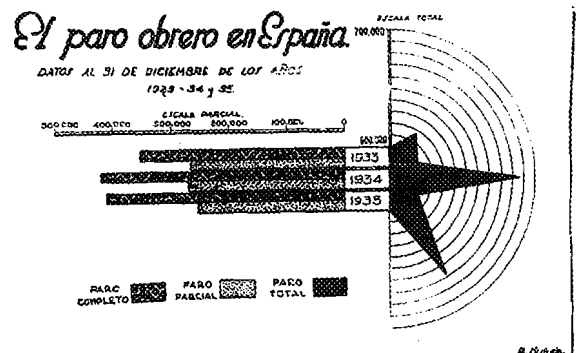 El paro obrero en España.
DATOS AL 31 DE DICIEMBRE DE LOS AÑOS
1933-34 y 35.
ESCALA TOTAL
700,000
ESCALA PARCIAL
500.000 400.000 300.000 200.000 100.000 0
600.000
1933
1934
1935
PARO COMPLETO
PARO PARCIAL
PARO TOTAL